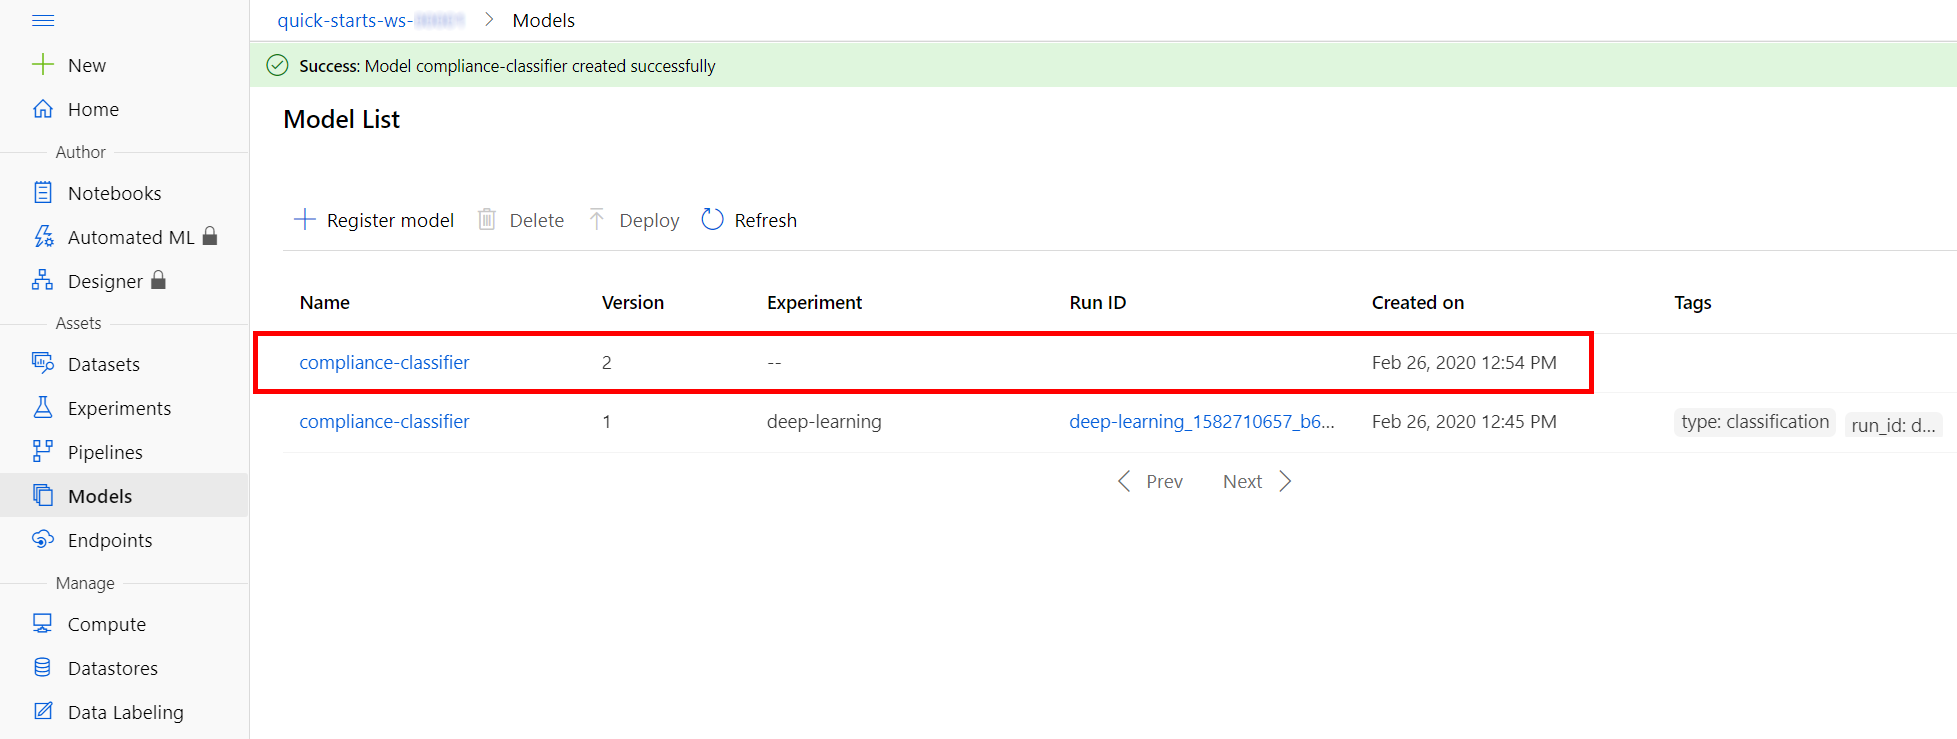 quick-starts-ws- > Models
Success: Model compliance-classifier created successfully
New
Home
Author
Notebooks
Automated ML
Designer
Assets
Datasets
Experiments
Pipelines
Models
Endpoints
Manage
Compute
Datastores
Data Labeling
Model List
Register model Delete Deploy Refresh
Name Version Experiment Run ID Created on Tags
compliance-classifier 2 -- Feb 26, 2020 12:54 PM
compliance-classifier 1 deep-learning deep-learning_1582710657_b6... Feb 26, 2020 12:45 PM type: classification run_id: d...
Prev Next